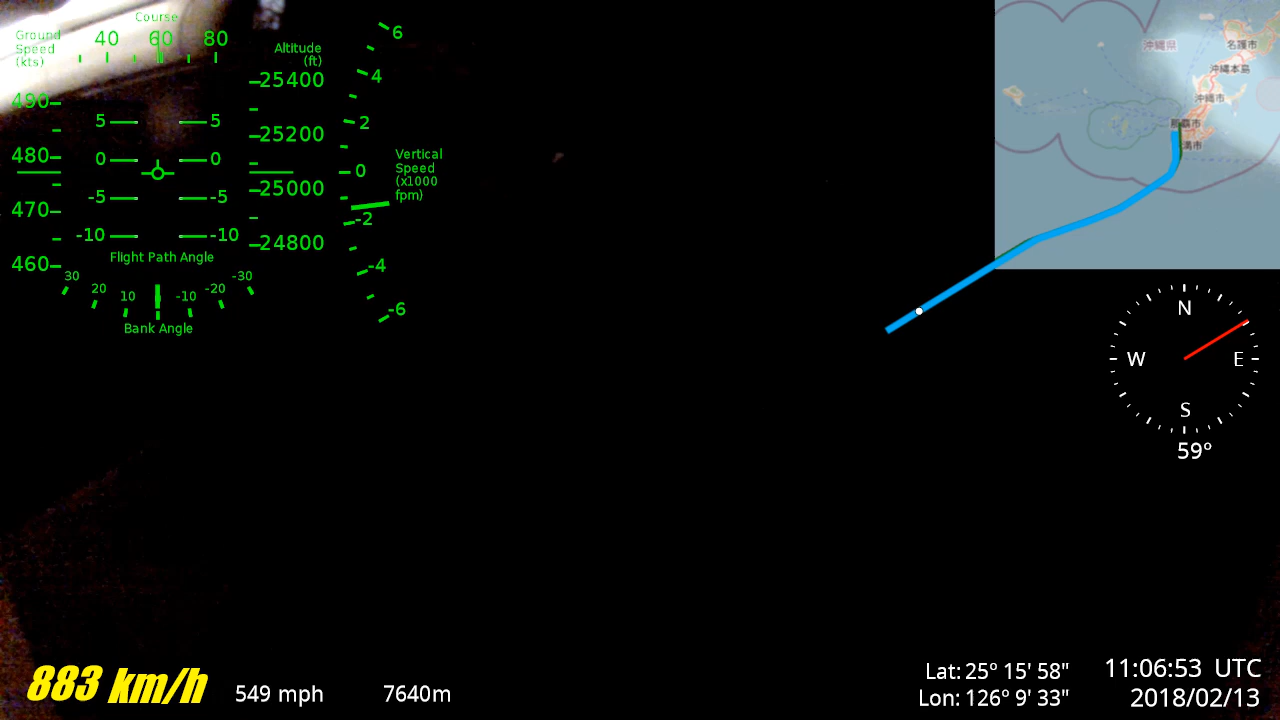 Course
Ground
Speed
(kts)
40 60 80
Altitude
(ft)
490
480
470
460
5 5
0 0
-5 -5
-10 -10
Flight Path Angle
30 20 10 -10 -20 -30
Bank Angle
25400
25200
25000
24800
6
4
2
0
-2
-4
-6
Vertical
Speed
(x1000
fpm)
沖縄県
名護市
沖縄本島
沖縄市
那覇市
満市
N
W E
S
59°
883 km/h
549 mph
7640m
Lat: 25° 15' 58"
Lon: 126° 9' 33"
11:06:53 UTC
2018/02/13